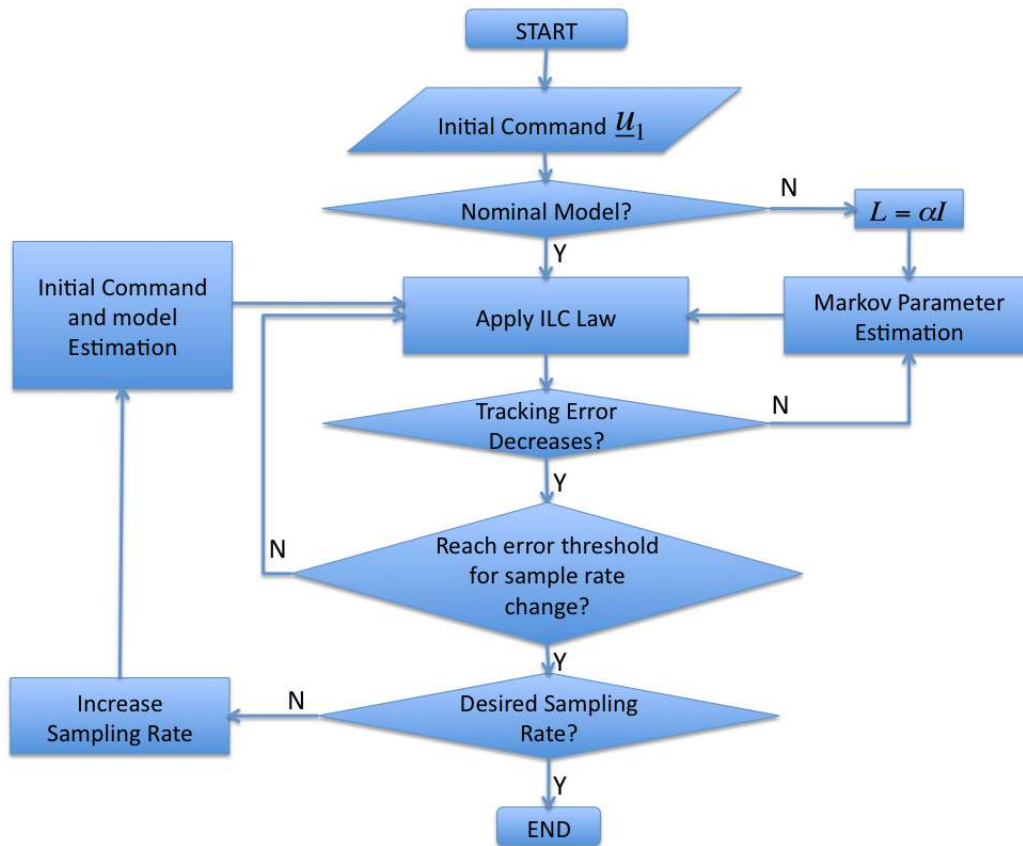 START
Initial Command u₁
Nominal Model?
N
L = αI
Y
Initial Command
and model
Estimation
Apply ILC Law
Markov Parameter
Estimation
Tracking Error
Decreases?
N
Y
Reach error threshold
for sample rate
change?
N
Y
Increase
Sampling Rate
N
Desired Sampling
Rate?
Y
END